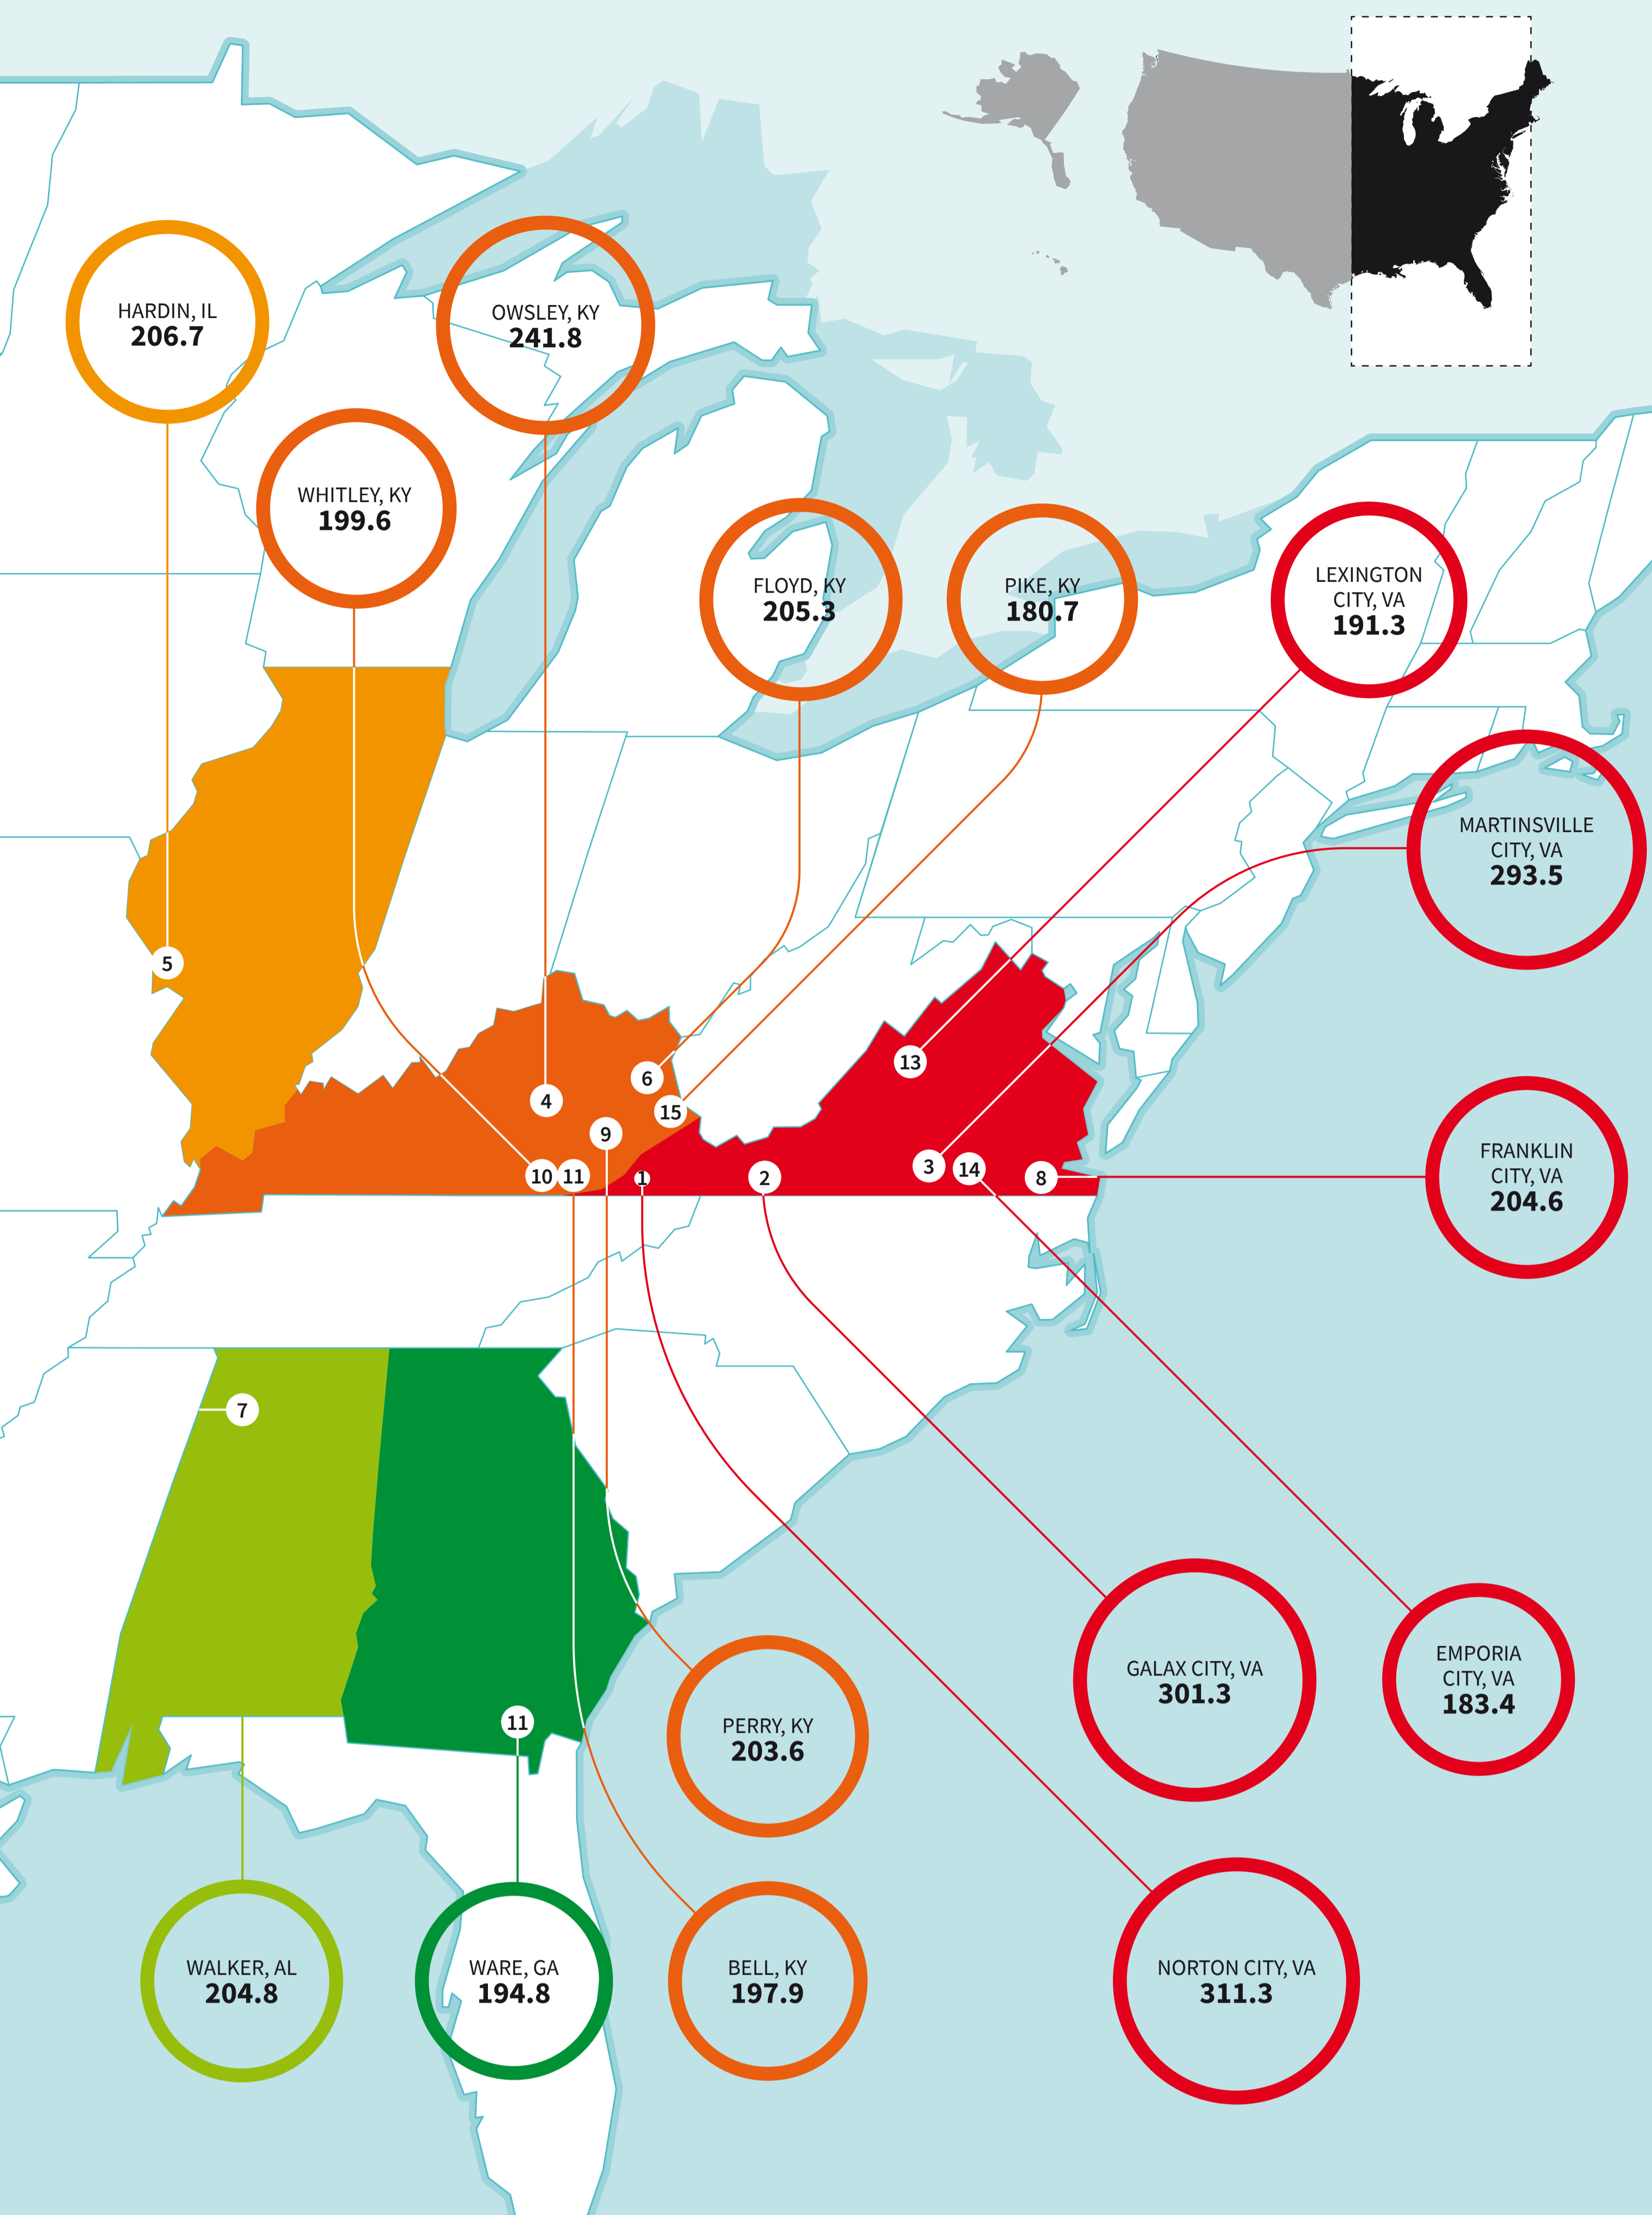 HARDIN, IL
206.7
OWSLEY, KY
241.8
WHITLEY, KY
199.6
FLOYD, KY
205.3
PIKE, KY
180.7
LEXINGTON
CITY, VA
191.3
MARTINSVILLE
CITY, VA
293.5
5
13
6
4
15
9
10
11
1
2
3
14
8
FRANKLIN
CITY, VA
204.6
7
11
PERRY, KY
203.6
GALAX CITY, VA
301.3
EMPORIA
CITY, VA
183.4
WALKER, AL
204.8
WARE, GA
194.8
BELL, KY
197.9
NORTON CITY, VA
311.3